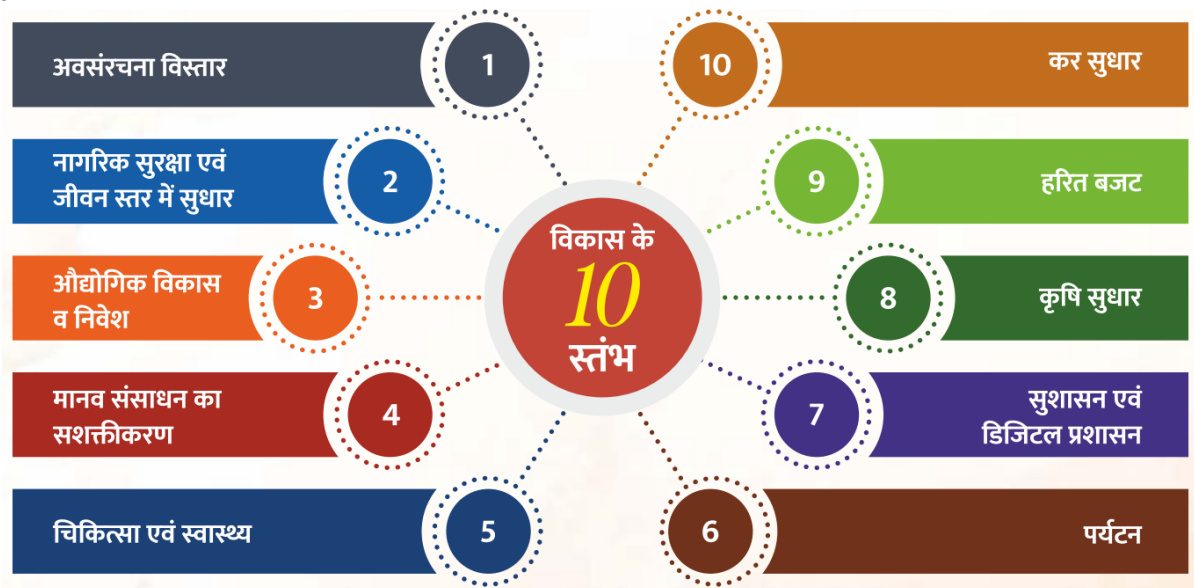 विकास के
10
स्तंभ
1
अवसंरचना विस्तार
2
नागरिक सुरक्षा एवं
जीवन स्तर में सुधार
3
औद्योगिक विकास
व निवेश
4
मानव संसाधन का
सशक्तीकरण
5
चिकित्सा एवं स्वास्थ्य
6
पर्यटन
7
सुशासन एवं
डिजिटल प्रशासन
8
कृषि सुधार
9
हरित बजट
10
कर सुधार